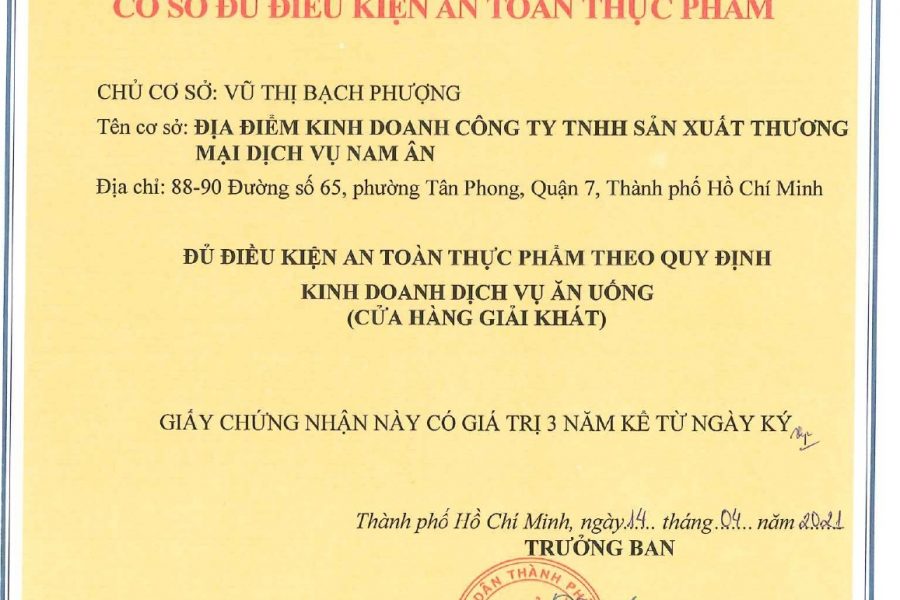 CƠ SỞ ĐỦ ĐIỀU KIỆN AN TOÀN THỰC PHẨM
CHỦ CƠ SỞ: VŨ THỊ BẠCH PHƯỢNG
Tên cơ sở: ĐỊA ĐIỂM KINH DOANH CÔNG TY TNHH SẢN XUẤT THƯƠNG
MẠI DỊCH VỤ NAM ÂN
Địa chỉ: 88-90 Đường số 65, phường Tân Phong, Quận 7, Thành phố Hồ Chí Minh
ĐỦ ĐIỀU KIỆN AN TOÀN THỰC PHẨM THEO QUY ĐỊNH
KINH DOANH DỊCH VỤ ĂN UỐNG
(CỬA HÀNG GIẢI KHÁT)
GIẤY CHỨNG NHẬN NÀY CÓ GIÁ TRỊ 3 NĂM KỂ TỪ NGÀY KÝ
Thành phố Hồ Chí Minh, ngày 14 tháng 04 năm 2021
TRƯỞNG BAN
DÂN THÀNH PH